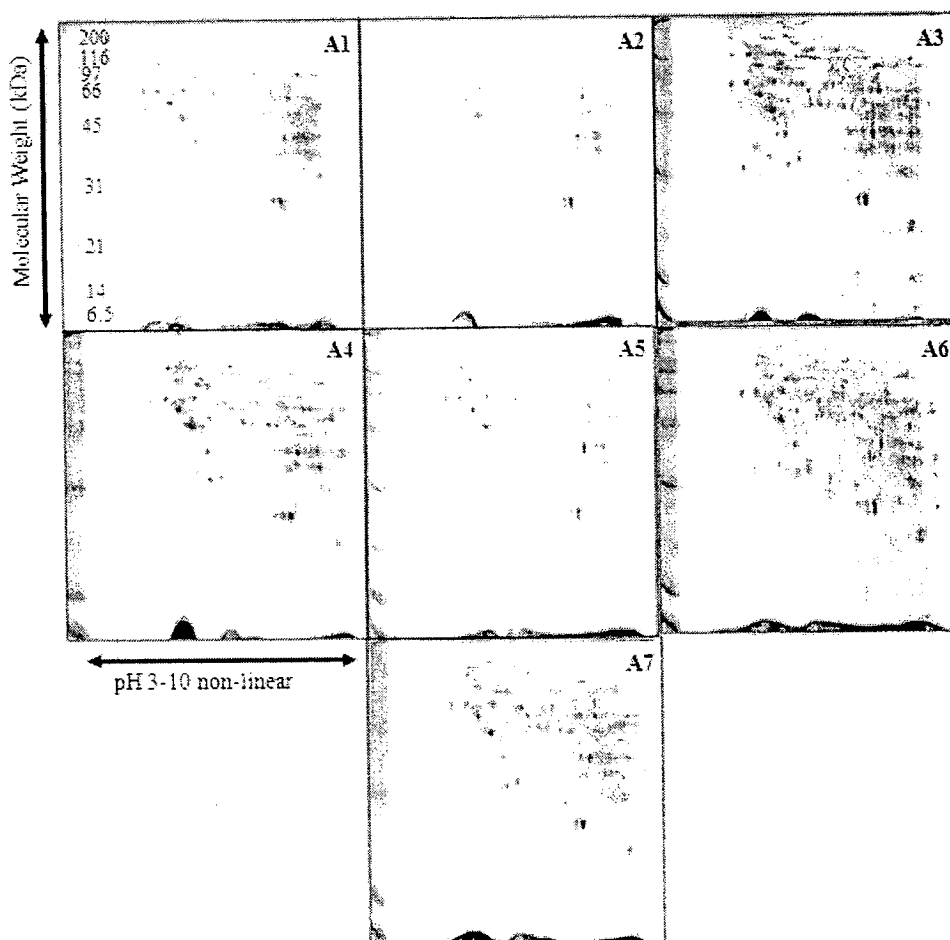 A1
A2
A3
200
116
97
66
45
31
21
14
6.5
Molecular Weight (kDa)
A4
A5
A6
pH 3-10 non-linear
A7